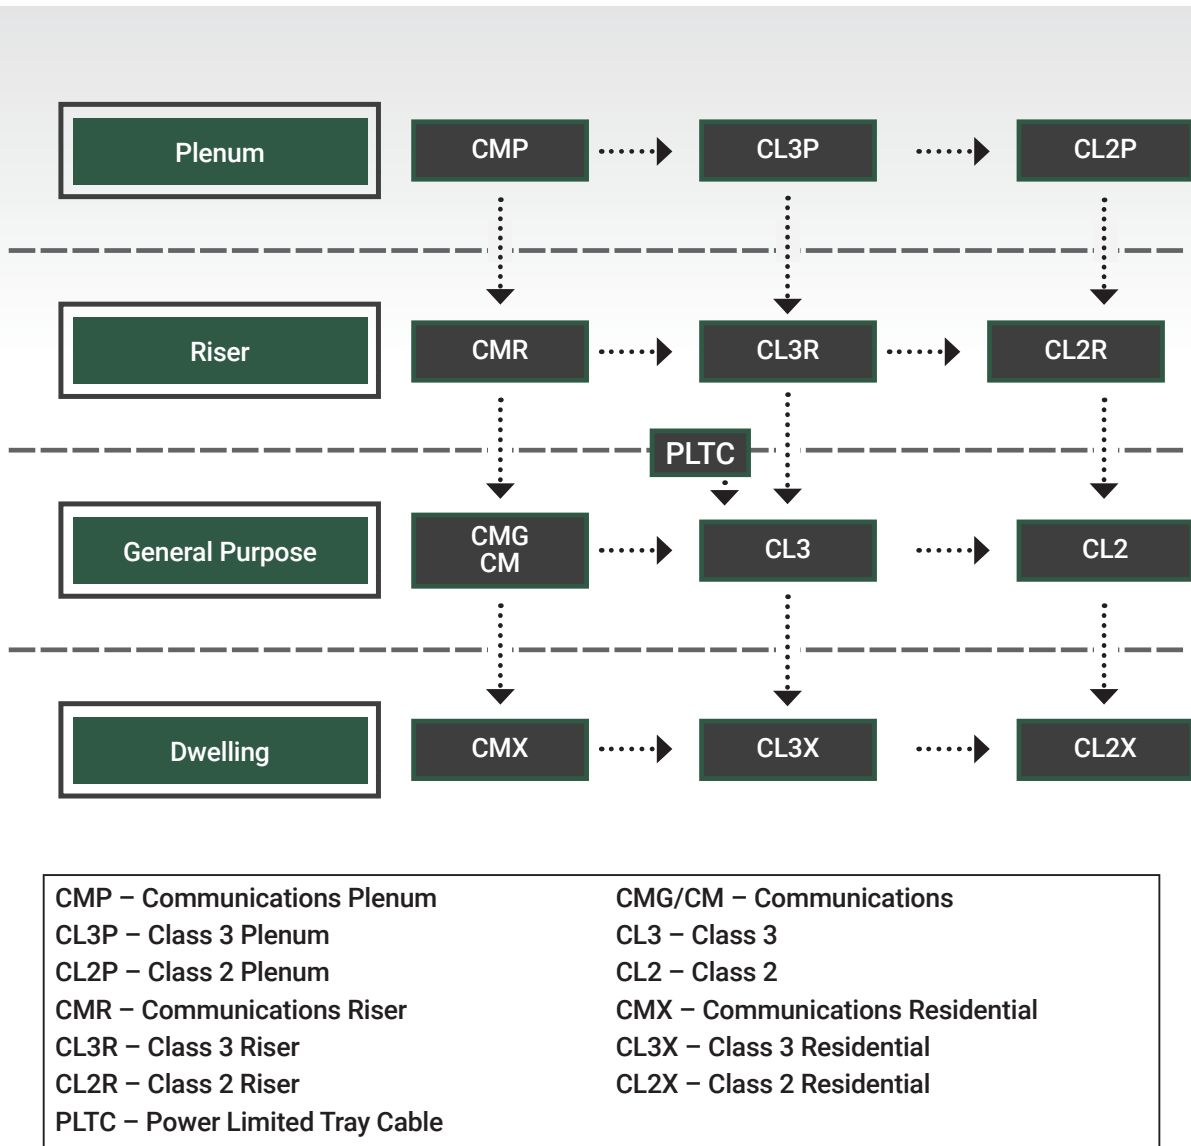 Plenum
CMP
CL3P
CL2P
Riser
CMR
CL3R
CL2R
PLTC
General Purpose
CMG
CM
CL3
CL2
Dwelling
CMX
CL3X
CL2X
CMP – Communications Plenum
CL3P – Class 3 Plenum
CL2P – Class 2 Plenum
CMR – Communications Riser
CL3R – Class 3 Riser
CL2R – Class 2 Riser
PLTC – Power Limited Tray Cable
CMG/CM – Communications
CL3 – Class 3
CL2 – Class 2
CMX – Communications Residential
CL3X – Class 3 Residential
CL2X – Class 2 Residential